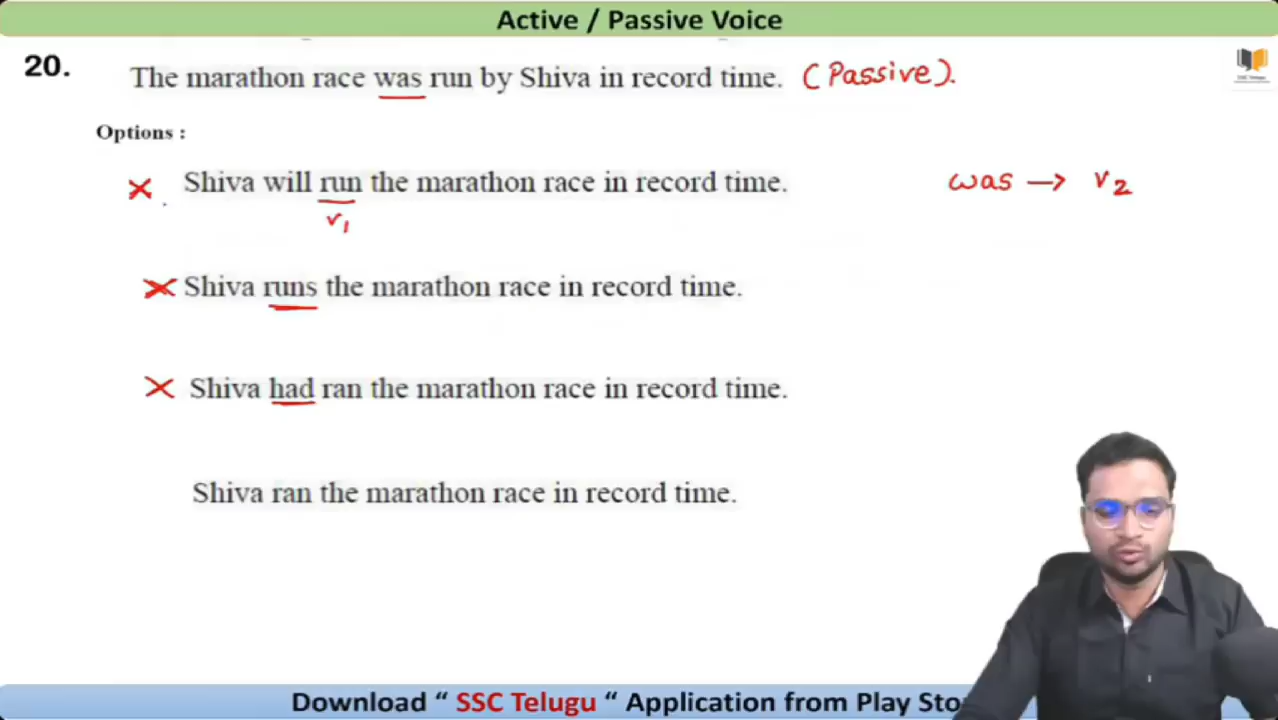 Active / Passive Voice
20.
The marathon race was run by Shiva in record time. (Passive).
Options :
Shiva will run the marathon race in record time.
was → v2
v1
Shiva runs the marathon race in record time.
Shiva had ran the marathon race in record time.
Shiva ran the marathon race in record time.
Download “ SSC Telugu “ Application from Play Sto